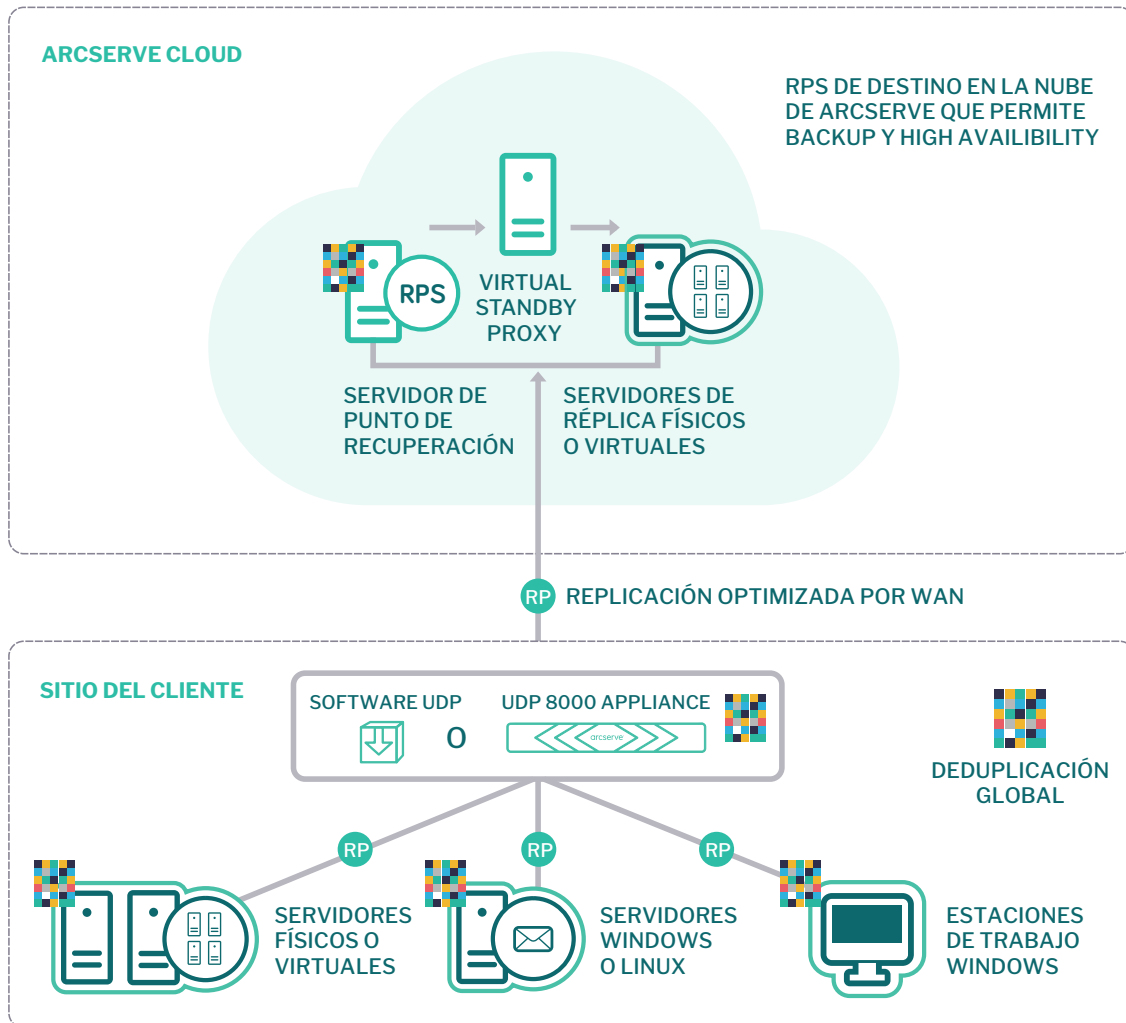 ARCSERVE CLOUD
RPS DE DESTINO EN LA NUBE
DE ARCSERVE QUE PERMITE
BACKUP Y HIGH AVAILIBILITY
RPS
VIRTUAL
STANDBY
PROXY
SERVIDOR DE
PUNTO DE
RECUPERACIÓN
SERVIDORES DE
RÉPLICA FÍSICOS
O VIRTUALES
RP REPLICACIÓN OPTIMIZADA POR WAN
SITIO DEL CLIENTE
SOFTWARE UDP
O
UDP 8000 APPLIANCE
arcserve
DEDUPLICACIÓN
GLOBAL
RP
RP
RP
SERVIDORES
FÍSICOS O
VIRTUALES
SERVIDORES
WINDOWS
O LINUX
ESTACIONES
DE TRABAJO
WINDOWS